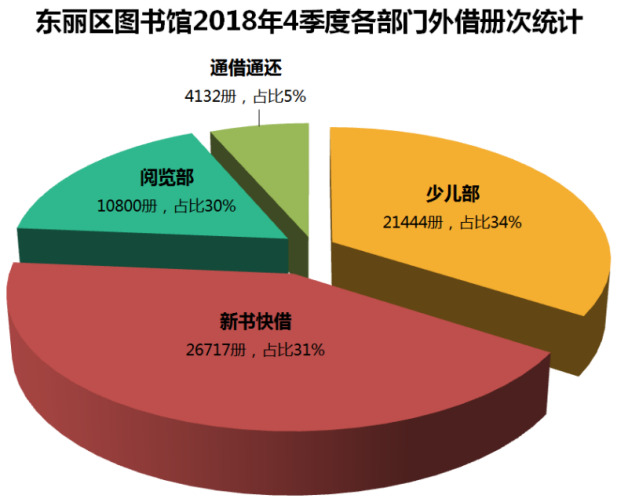 东丽区图书馆2018年4季度各部门外借册次统计
通借通还
4132册，占比5%
阅览部
10800册，占比30%
少儿部
21444册，占比34%
新书快借
26717册，占比31%